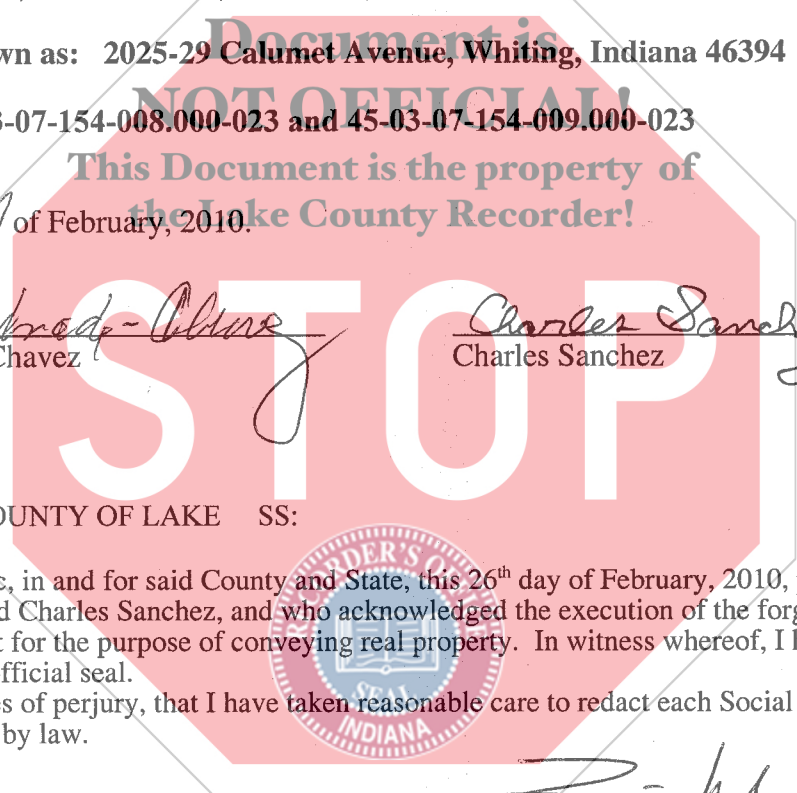 Document is
wn as: 2025-29 Calumet Avenue, Whiting, Indiana 46394
NOT OFFICIAL!
-07-154-008.000-023 and 45-03-07-154-009.000-023
This Document is the property of
the Lake County Recorder!
of February, 2010.
Charles Sanch
Chavez
Charles Sanchez
STOP
OUNTY OF LAKE SS:
RECORDER'S OFFICE
c, in and for said County and State, this 26th day of February, 2010,
d Charles Sanchez, and who acknowledged the execution of the forg
t for the purpose of conveying real property. In witness whereof, I h
fficial seal.
SEAL
es of perjury, that I have taken reasonable care to redact each Social
by law.
INDIANA